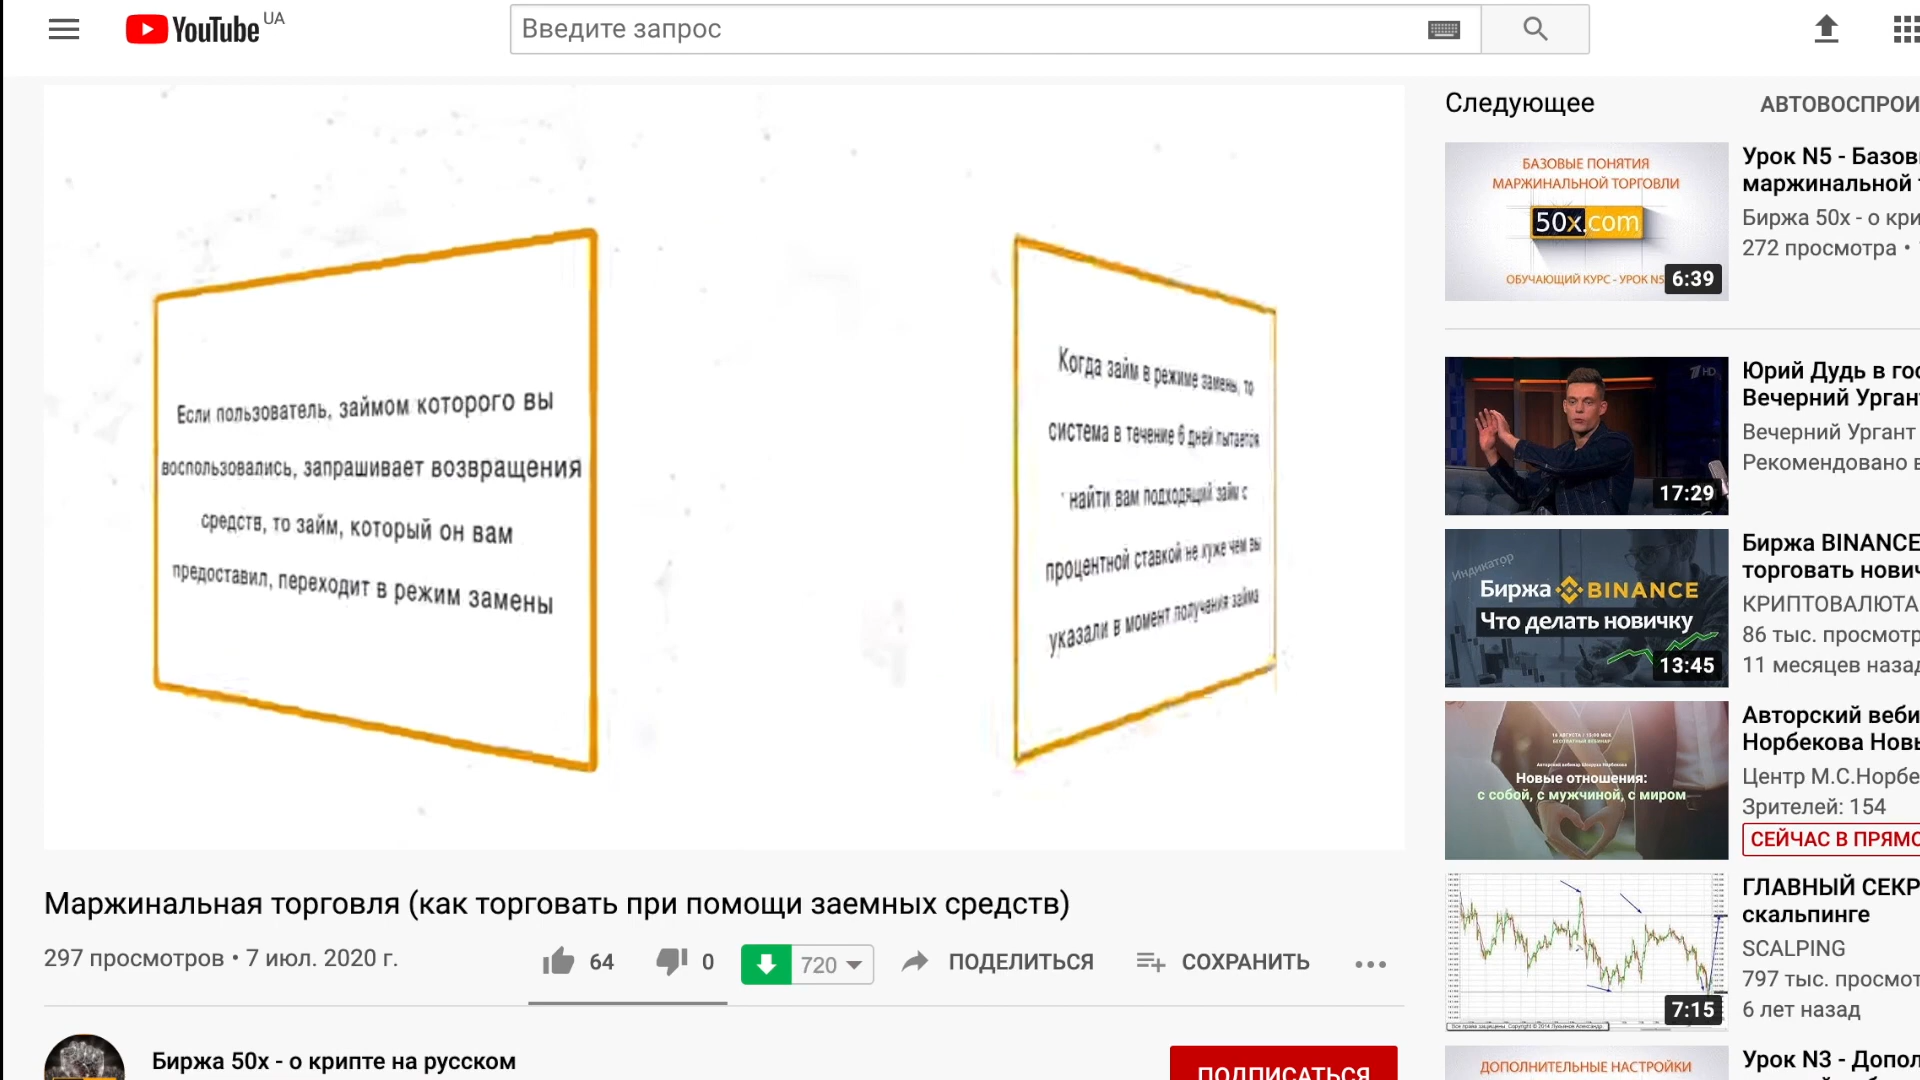 YouTube UA
Введите запрос
Если пользователь, займом которого вы
воспользовались, запрашивает возвращения
средств, то займ, который он вам
предоставил, переходит в режим замены
Когда займ в режиме замены, то
система в течение 6 дней пытается
найти вам подходящий займ с
процентной ставкой не хуже чем вы
указали в момент получения займа
Маржинальная торговля (как торговать при помощи заемных средств)
297 просмотров • 7 июл. 2020 г.
64
0
720
ПОДЕЛИТЬСЯ
СОХРАНИТЬ
Биржа 50x - о крипте на русском
ПОДПИСАТЬСЯ
Следующее
АВТОВОСПРОИ
БАЗОВЫЕ ПОНЯТИЯ
МАРЖИНАЛЬНОЙ ТОРГОВЛИ
50x.com
ОБУЧАЮЩИЙ КУРС - УРОК N5
6:39
Урок N5 - Базов
маржинальной
Биржа 50x - о кри
272 просмотра •
HD
17:29
Юрий Дудь в гос
Вечерний Ургант
Вечерний Ургант
Рекомендовано в
Индикатор
Биржа BINANCE
Что делать новичку
13:45
Биржа BINANCE
торговать нович
КРИПТОВАЛЮТА
86 тыс. просмотр
11 месяцев назад
Новые отношения:
с собой, с мужчиной, с миром
Авторский веби
Норбекова Новы
Центр М.С.Норбе
Зрителей: 154
СЕЙЧАС В ПРЯМО
7:15
ГЛАВНЫЙ СЕКР
скальпинге
SCALPING
797 тыс. просмот
6 лет назад
ДОПОЛНИТЕЛЬНЫЕ НАСТРОЙКИ
Урок N3 - Допол